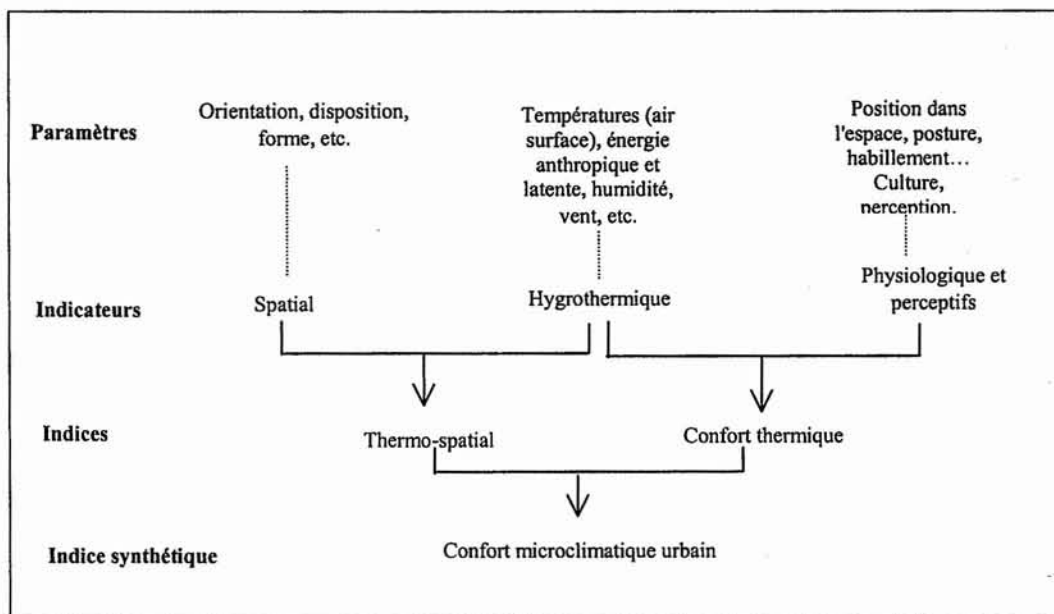 Paramètres
Orientation, disposition,
forme, etc.
Températures (air
surface), énergie
anthropique et
latente, humidité,
vent, etc.
Position dans
l'espace, posture,
habillement...
Culture,
nerception.
Indicateurs
Spatial
Hygrothermique
Physiologique et
perceptifs
Indices
Thermo-spatial
Confort thermique
Indice synthétique
Confort microclimatique urbain